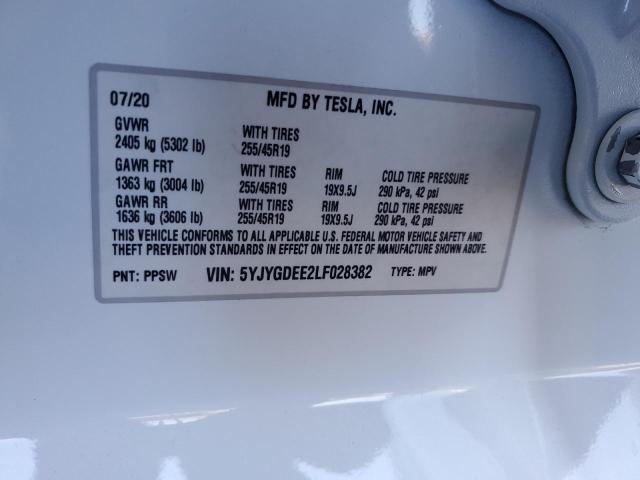 07/20 MFD BY TESLA, INC.
GVWR WITH TIRES
2405 kg (5302 lb) 255/45R19
GAWR FRT WITH TIRES RIM COLD TIRE PRESSURE
1363 kg (3004 lb) 255/45R19 19X9.5J 290 kPa, 42 psi
GAWR RR WITH TIRES RIM COLD TIRE PRESSURE
1636 kg (3606 lb) 255/45R19 19X9.5J 290 kPa, 42 psi
THIS VEHICLE CONFORMS TO ALL APPLICABLE U.S. FEDERAL MOTOR VEHICLE SAFETY AND
THEFT PREVENTION STANDARDS IN EFFECT ON THE DATE OF MANUFACTURE SHOWN ABOVE.
PNT: PPSW VIN: 5YJYGDEE2LF028382 TYPE: MPV